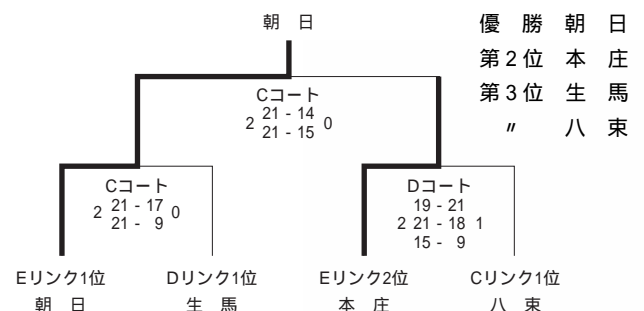 朝 日
優 勝 朝 日
第2位 本 庄
第3位 生 馬
〃 八 束
Cコート
21 - 14
2 0
21 - 15
Cコート
21 - 17
2 0
21 - 9
Dコート
19 - 21
2 21 - 18 1
15 - 9
Eリンク1位 Dリンク1位 Eリンク2位 Cリンク1位
朝 日 生 馬 本 庄 八 束